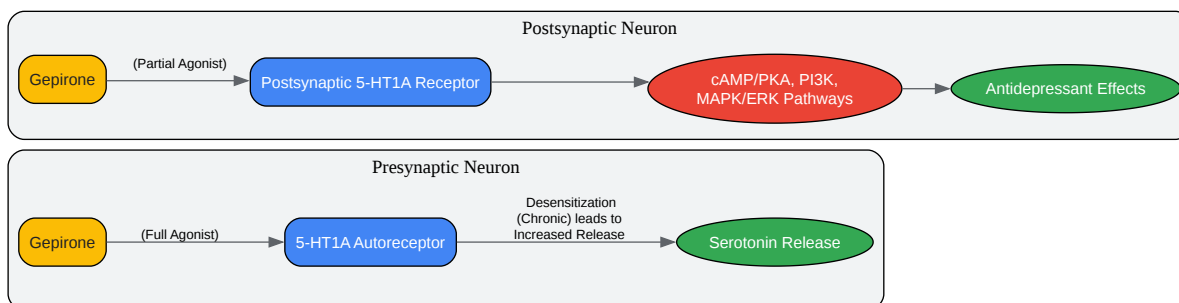 Postsynaptic Neuron
Gepirone
(Partial Agonist)
Postsynaptic 5-HT1A Receptor
cAMP/PKA, PI3K,
MAPK/ERK Pathways
Antidepressant Effects
Presynaptic Neuron
Gepirone
(Full Agonist)
5-HT1A Autoreceptor
Desensitization
(Chronic) leads to
Increased Release
Serotonin Release